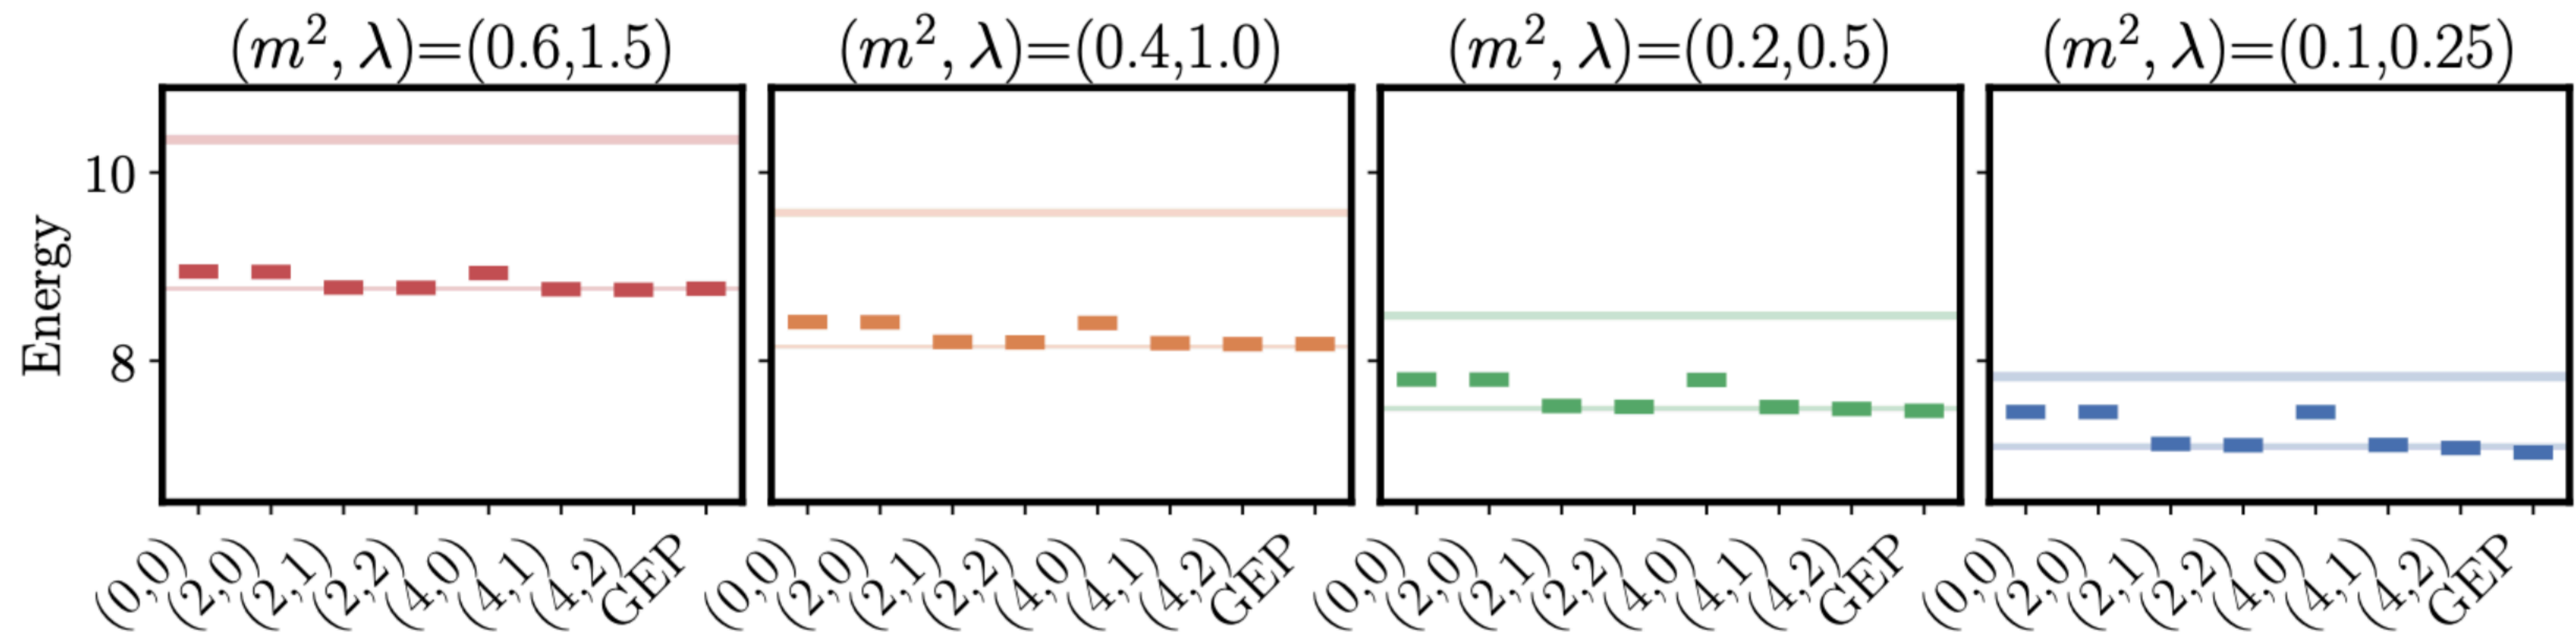 (m², λ)=(0.6,1.5) (m², λ)=(0.4,1.0) (m², λ)=(0.2,0.5) (m², λ)=(0.1,0.25)
10
Energy
8
(0,0) (2,0) (2,1) (2,2) (4,0) (4,1) (4,2) GEP (0,0) (2,0) (2,1) (2,2) (4,0) (4,1) (4,2) GEP (0,0) (2,0) (2,1) (2,2) (4,0) (4,1) (4,2) GEP (0,0) (2,0) (2,1) (2,2) (4,0) (4,1) (4,2) GEP